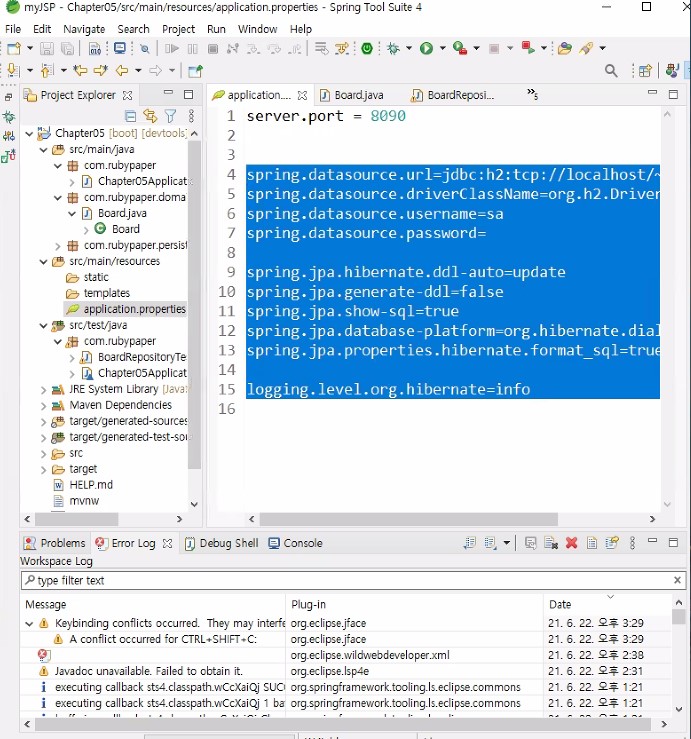 myJSP - Chapter05/src/main/resources/application.properties - Spring Tool Suite 4
File Edit Navigate Search Project Run Window Help
Project Explorer
Chapter05 [boot] [devtools]
src/main/java
com.rubypaper
Chapter05Applicat
com.rubypaper.doma
Board.java
Board
com.rubypaper.persist
src/main/resources
static
templates
application.properties
src/test/java
com.rubypaper
BoardRepositoryTe
Chapter05Applicat
JRE System Library [Java
Maven Dependencies
target/generated-sources
target/generated-test-sou
src
target
HELP.md
mvnw
application.... Board.java BoardReposi... 5
1 server.port = 8090
2
3
4 spring.datasource.url=jdbc:h2:tcp://localhost/~
5 spring.datasource.driverClassName=org.h2.Driver
6 spring.datasource.username=sa
7 spring.datasource.password=
8
9 spring.jpa.hibernate.ddl-auto=update
10 spring.jpa.generate-ddl=false
11 spring.jpa.show-sql=true
12 spring.jpa.database-platform=org.hibernate.dial
13 spring.jpa.properties.hibernate.format_sql=true
14
15 logging.level.org.hibernate=info
16
Problems Error Log Debug Shell Console
Workspace Log
type filter text
Message Plug-in Date
Keybinding conflicts occurred. They may interfe org.eclipse.jface 21. 6. 22. 오후 3:29
A conflict occurred for CTRL+SHIFT+C: org.eclipse.jface 21. 6. 22. 오후 3:29
org.eclipse.wildwebdeveloper.xml 21. 6. 22. 오후 2:38
Javadoc unavailable. Failed to obtain it. org.eclipse.lsp4e 21. 6. 22. 오후 2:31
executing callback sts4.classpath.wCcXaiQj SUC org.springframework.tooling.ls.eclipse.commons 21. 6. 22. 오후 1:21
executing callback sts4.classpath.wCcXaiQj 1 ba org.springframework.tooling.ls.eclipse.commons 21. 6. 22. 오후 1:21